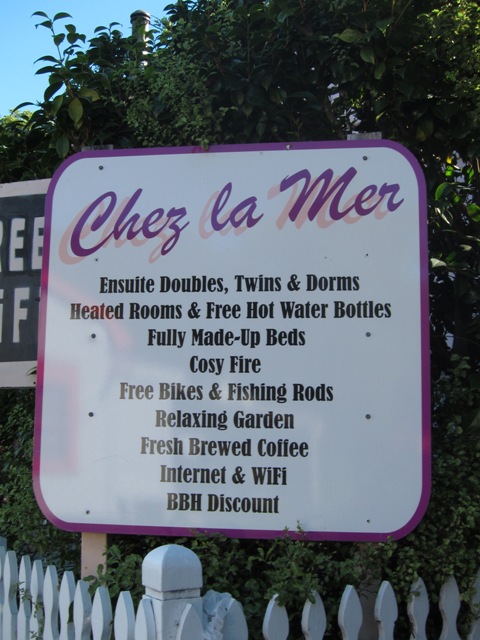 Chez la Mer
Ensuite Doubles, Twins & Dorms
Heated Rooms & Free Hot Water Bottles
Fully Made-Up Beds
Cosy Fire
Free Bikes & Fishing Rods
Relaxing Garden
Fresh Brewed Coffee
Internet & WiFi
BBH Discount